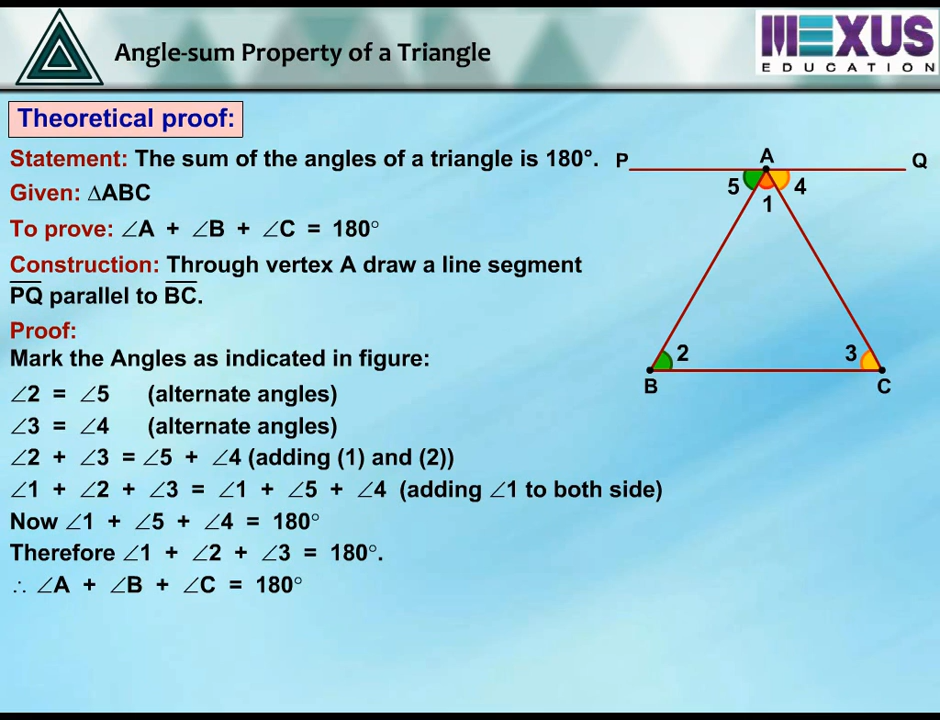 Angle-sum Property of a Triangle
MEXUS
EDUCATION
Theoretical proof:
Statement: The sum of the angles of a triangle is 180°.
Given: ∆ABC
To prove: ∠A + ∠B + ∠C = 180°
Construction: Through vertex A draw a line segment
P̅Q̅ parallel to B̅C̅.
Proof:
Mark the Angles as indicated in figure:
∠2 = ∠5 (alternate angles)
∠3 = ∠4 (alternate angles)
∠2 + ∠3 = ∠5 + ∠4 (adding (1) and (2))
∠1 + ∠2 + ∠3 = ∠1 + ∠5 + ∠4 (adding ∠1 to both side)
Now ∠1 + ∠5 + ∠4 = 180°
Therefore ∠1 + ∠2 + ∠3 = 180°.
∴ ∠A + ∠B + ∠C = 180°
P A Q
5 4
1
2 3
B C